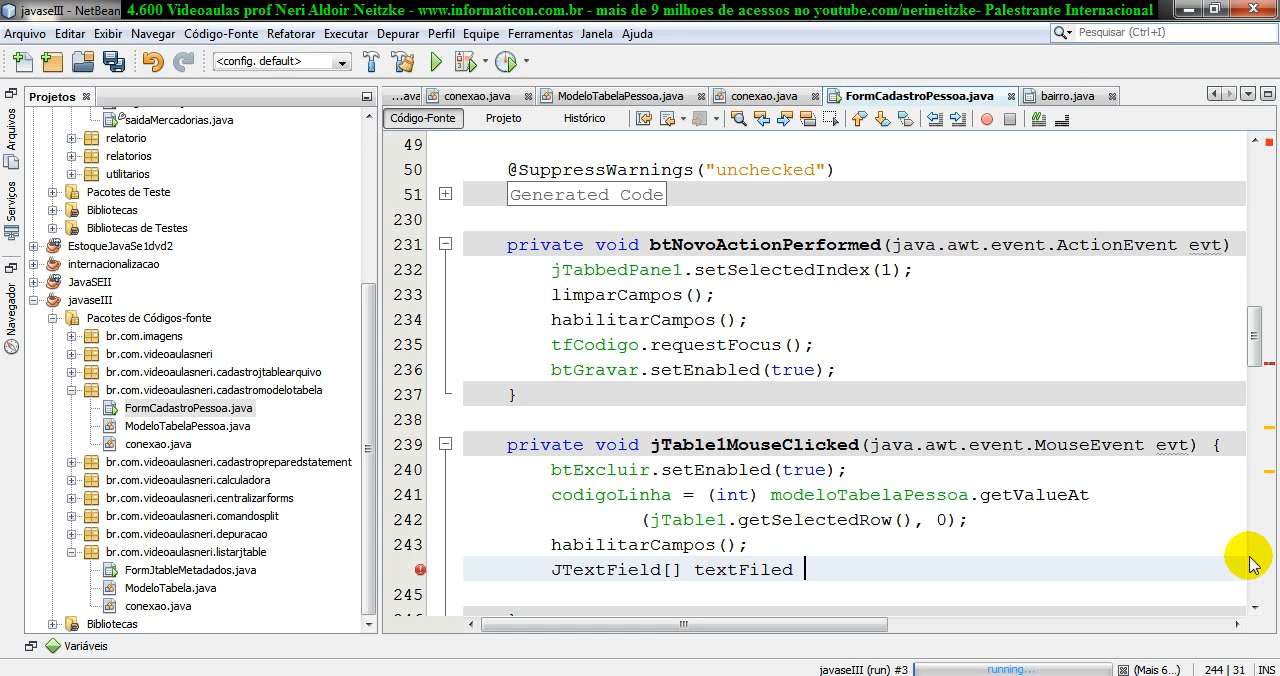 javaseIII - NetBean
4.600 Videoaulas prof Neri Aldoir Neitzke - www.informaticon.com.br - mais de 9 milhoes de acessos no youtube.com/nerineitzke- Palestrante Internacional
Arquivo Editar Exibir Navegar Código-Fonte Refatorar Executar Depurar Perfil Equipe Ferramentas Janela Ajuda
Pesquisar (Ctrl+I)
<config. default>
Projetos
...ava conexao.java ModeloTabelaPessoa.java conexao.java FormCadastroPessoa.java bairro.java
Código-Fonte Projeto Histórico
Arquivos
Serviços
Navegador
saidaMercadorias.java
relatorio
relatorios
utilitarios
Pacotes de Teste
Bibliotecas
Bibliotecas de Testes
EstoqueJavaSe1dvd2
internacionalizacao
JavaSEII
javaseIII
Pacotes de Códigos-fonte
br.com.imagens
br.com.videoaulasneri
br.com.videoaulasneri.cadastrojtablearquivo
br.com.videoaulasneri.cadastromodelotabela
FormCadastroPessoa.java
ModeloTabelaPessoa.java
conexao.java
br.com.videoaulasneri.cadastropreparedstatement
br.com.videoaulasneri.calculadora
br.com.videoaulasneri.centralizarforms
br.com.videoaulasneri.comandosplit
br.com.videoaulasneri.depuracao
br.com.videoaulasneri.listarjtable
FormJtableMetadados.java
ModeloTabela.java
conexao.java
Bibliotecas
49
50 @SuppressWarnings("unchecked")
51 Generated Code
230
231 private void btNovoActionPerformed(java.awt.event.ActionEvent evt)
232 jTabbedPane1.setSelectedIndex(1);
233 limparCampos();
234 habilitarCampos();
235 tfCodigo.requestFocus();
236 btGravar.setEnabled(true);
237 }
238
239 private void jTable1MouseClicked(java.awt.event.MouseEvent evt) {
240 btExcluir.setEnabled(true);
241 codigoLinha = (int) modeloTabelaPessoa.getValueAt
242 (jTable1.getSelectedRow(), 0);
243 habilitarCampos();
JTextField[] textFiled
245
Variáveis
javaseIII (run) #3 running... (Mais 6...) 244 | 31 INS